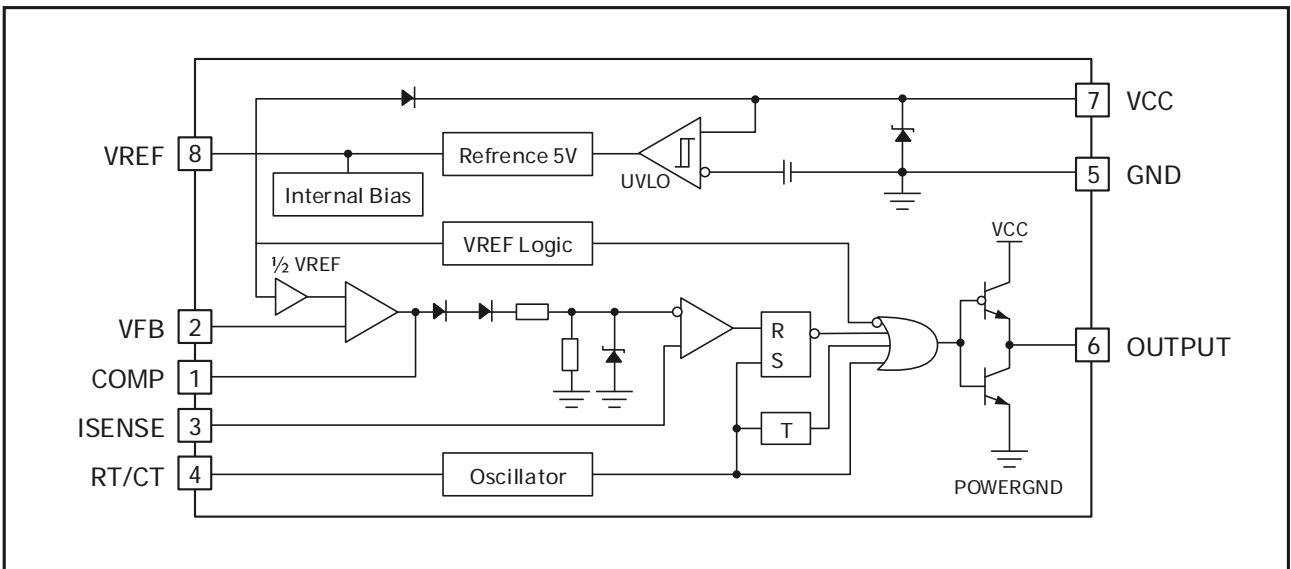 7 VCC
VREF 8
Refrence 5V
UVLO
5 GND
Internal Bias
VREF Logic
VCC
½ VREF
VFB 2
R
S
6 OUTPUT
COMP 1
ISENSE 3
T
RT/CT 4
Oscillator
POWERGND